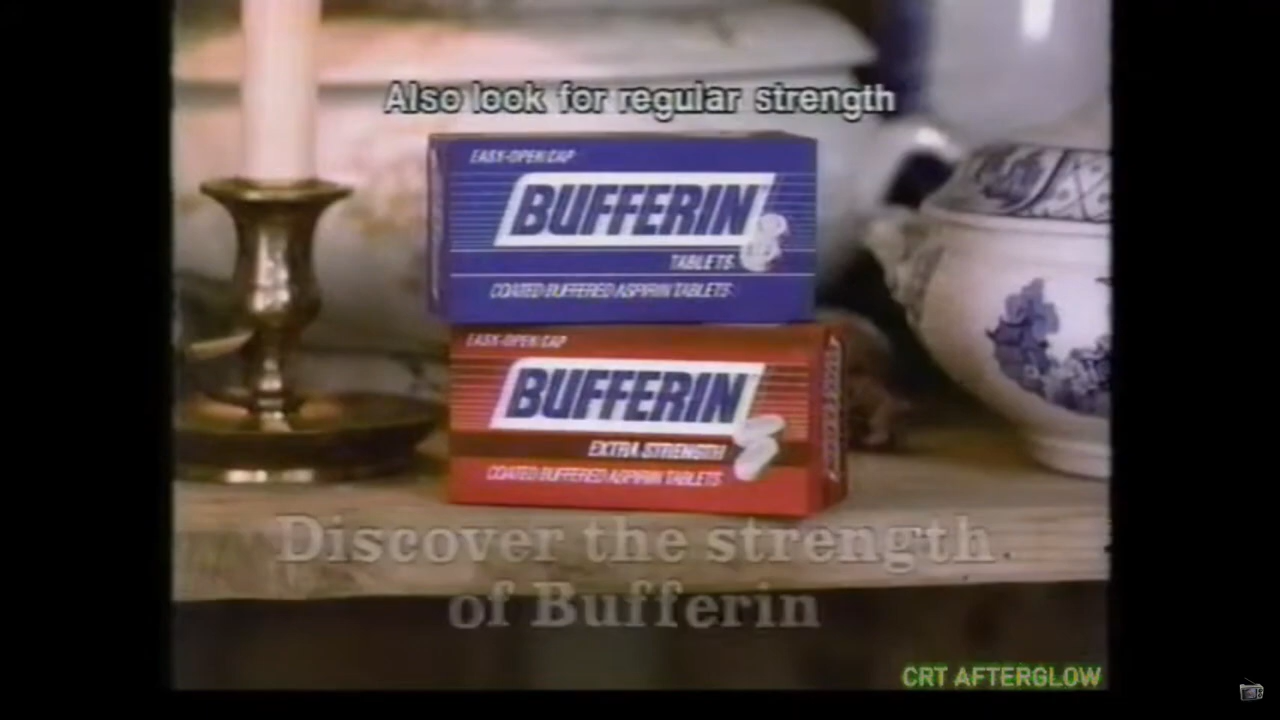 Also look for regular strength
EASY-OPEN CAP
BUFFERIN
TABLETS
COATED BUFFERED ASPIRIN TABLETS
EASY-OPEN CAP
BUFFERIN
EXTRA STRENGTH
COATED BUFFERED ASPIRIN TABLETS
Discover the strength
of Bufferin
CRT AFTERGLOW